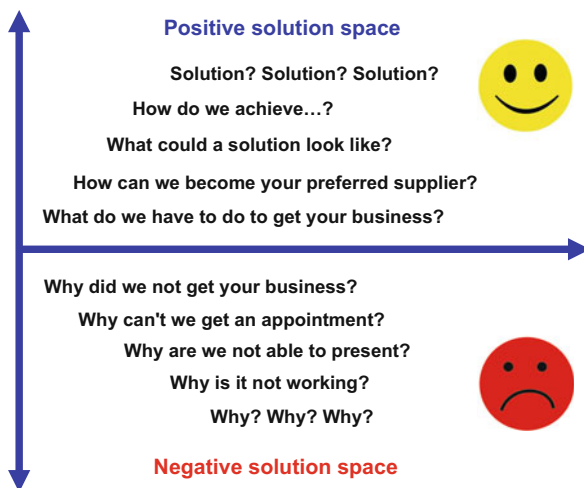 Positive solution space
Solution? Solution? Solution?
How do we achieve…?
What could a solution look like?
How can we become your preferred supplier?
What do we have to do to get your business?
Why did we not get your business?
Why can't we get an appointment?
Why are we not able to present?
Why is it not working?
Why? Why? Why?
Negative solution space